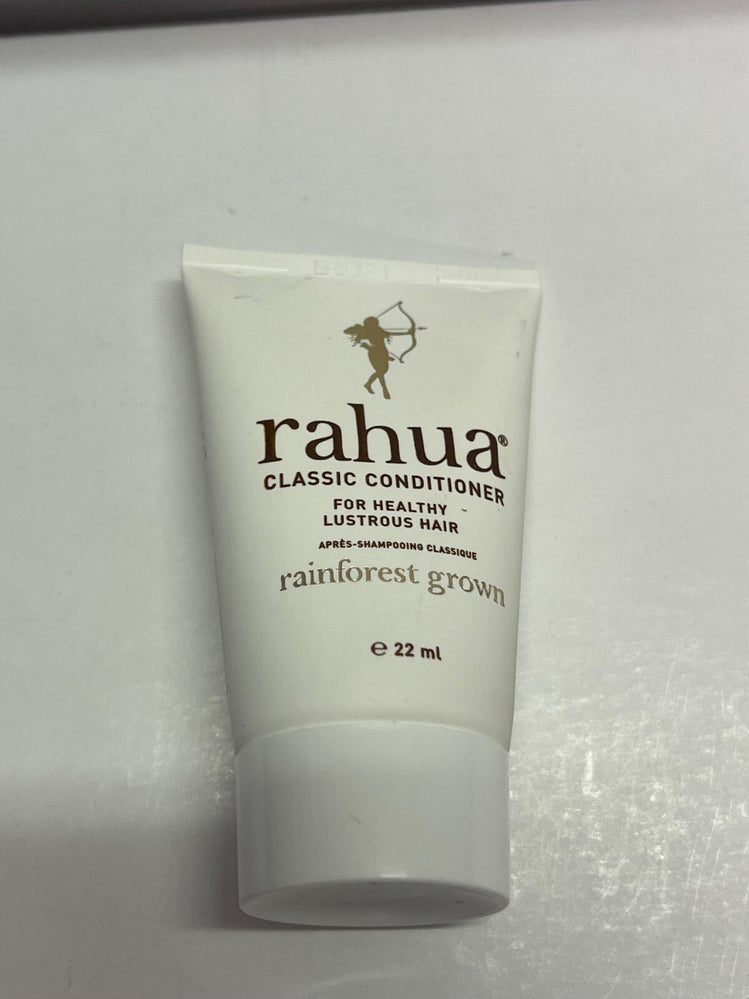 rahua®
CLASSIC CONDITIONER
FOR HEALTHY
LUSTROUS HAIR
APRÈS-SHAMPOOING CLASSIQUE
rainforest grown
℮ 22 ml